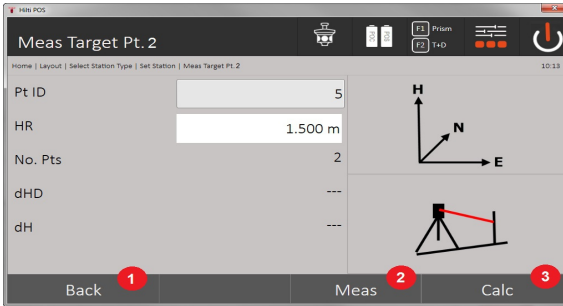 Hilti POS
Meas Target Pt. 2
POC
POS
F1 Prism
F2 T+D
Home | Layout | Select Station Type | Set Station | Meas Target Pt. 2
10:13
Pt ID 5
HR 1.500 m
No. Pts 2
dHD ---
dH ---
H
N
E
Back 1
Meas 2
Calc 3